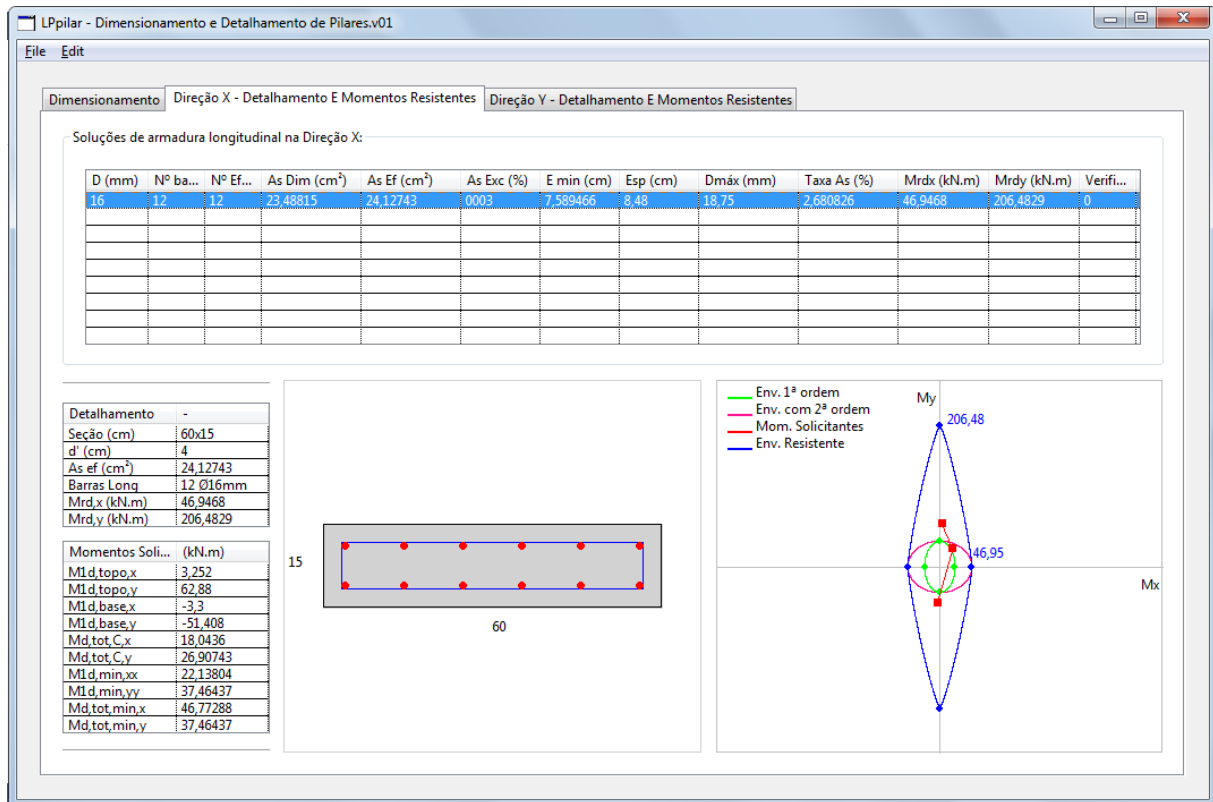 LPpilar - Dimensionamento e Detalhamento de Pilares.v01
File Edit
Dimensionamento Direção X - Detalhamento E Momentos Resistentes Direção Y - Detalhamento E Momentos Resistentes
Soluções de armadura longitudinal na Direção X:
D (mm) Nº ba... Nº Ef... As Dim (cm²) As Ef (cm²) As Exc (%) E min (cm) Esp (cm) Dmáx (mm) Taxa As (%) Mrdx (kN.m) Mrdy (kN.m) Verifi...
16 12 12 23,48815 24,12743 0003 7,589466 8,48 18,75 2,680826 46,9468 206,4829 0
Detalhamento -
Seção (cm) 60x15
d' (cm) 4
As ef (cm²) 24,12743
Barras Long 12 Ø16mm
Mrd,x (kN.m) 46,9468
Mrd,y (kN.m) 206,4829
Momentos Soli... (kN.m)
M1d,topo,x 3,252
M1d,topo,y 62,88
M1d,base,x -3,3
M1d,base,y -51,408
Md,tot,C,x 18,0436
Md,tot,C,y 26,90743
M1d,min,xx 22,13804
M1d,min,yy 37,46437
Md,tot,min,x 46,77288
Md,tot,min,y 37,46437
15
60
Env. 1ª ordem
Env. com 2ª ordem
Mom. Solicitantes
Env. Resistente
My
206,48
46,95
Mx